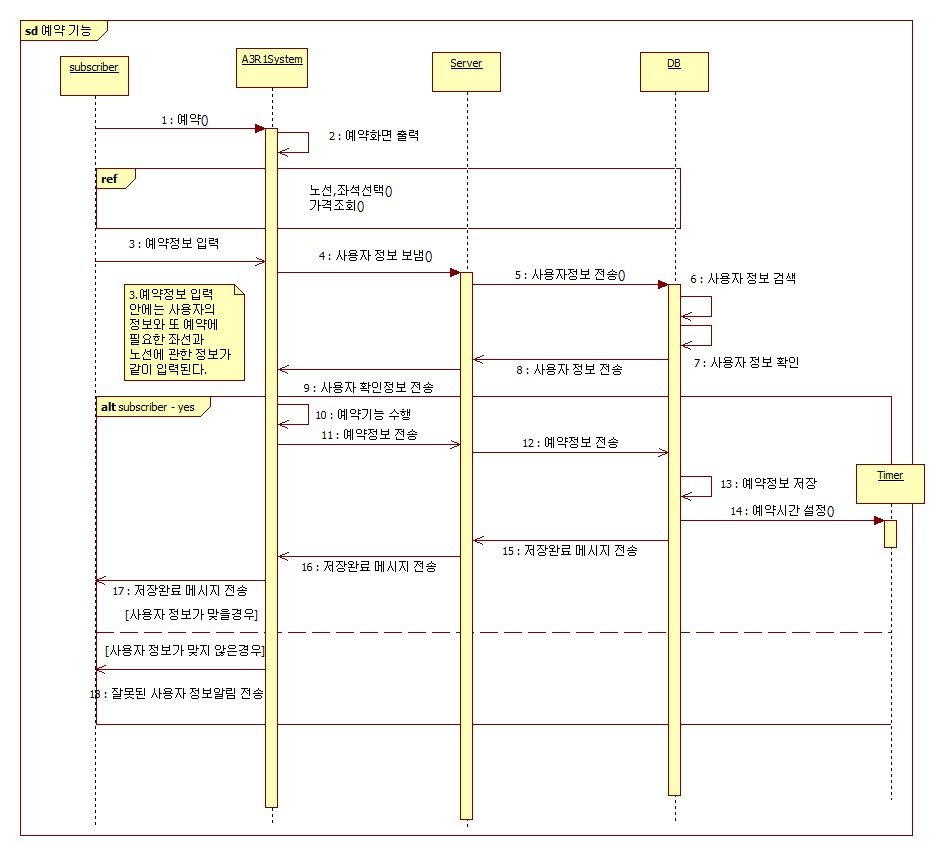 sd 예약 기능
subscriber
A3R1System
Server
DB
1 : 예약()
2 : 예약화면 출력
ref
노선,좌석선택()
가격조회()
3 : 예약정보 입력
4 : 사용자 정보 보냄()
5 : 사용자정보 전송()
6 : 사용자 정보 검색
3.예약정보 입력
안에는 사용자의
정보와 또 예약에
필요한 좌선과
노선에 관한 정보가
같이 입력된다.
7 : 사용자 정보 확인
8 : 사용자 정보 전송
9 : 사용자 확인정보 전송
alt subscriber - yes
10 : 예약기능 수행
11 : 예약정보 전송
12 : 예약정보 전송
Timer
13 : 예약정보 저장
14 : 예약시간 설정()
15 : 저장완료 메시지 전송
16 : 저장완료 메시지 전송
17 : 저장완료 메시지 전송
[사용자 정보가 맞을경우]
[사용자 정보가 맞지 않은경우]
18 : 잘못된 사용자 정보알림 전송